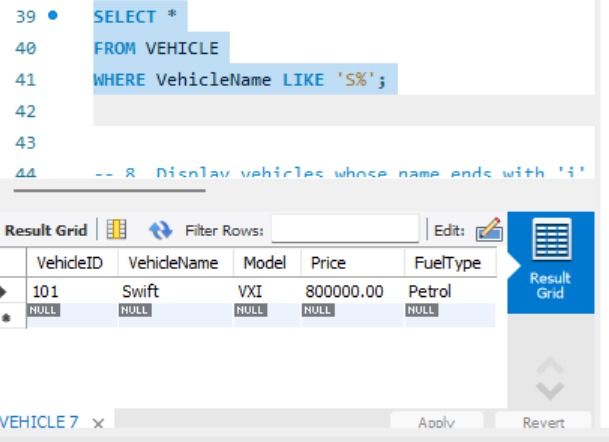 39 SELECT *
40 FROM VEHICLE
41 WHERE VehicleName LIKE 'S%';
42
43
44 -- 8. Display vehicles whose name ends with 'i'
Result Grid Filter Rows: Edit:
VehicleID VehicleName Model Price FuelType
101 Swift VXI 800000.00 Petrol
NULL NULL NULL NULL NULL
Result
Grid
VEHICLE 7 ×
Apply Revert